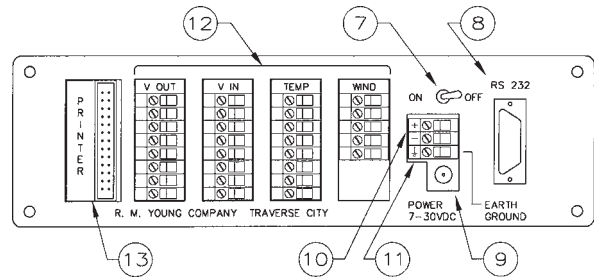 12
7
8
V OUT
V IN
TEMP
WIND
ON
OFF
RS 232
PRINTER
+
−
⏚
R. M. YOUNG COMPANY TRAVERSE CITY
POWER
7-30VDC
EARTH
GROUND
13
10
11
9